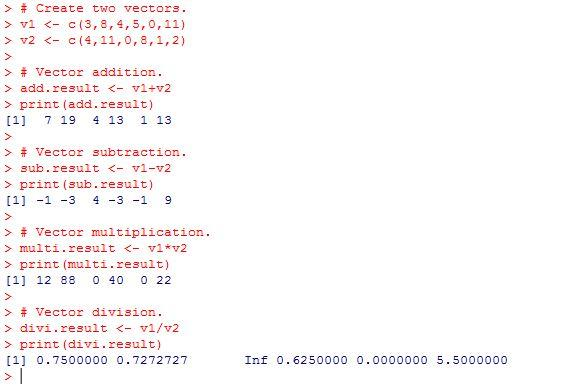 > # Create two vectors.
> v1 <- c(3,8,4,5,0,11)
> v2 <- c(4,11,0,8,1,2)
>
> # Vector addition.
> add.result <- v1+v2
> print(add.result)
[1]  7 19  4 13  1 13
>
> # Vector subtraction.
> sub.result <- v1-v2
> print(sub.result)
[1] -1 -3  4 -3 -1  9
>
> # Vector multiplication.
> multi.result <- v1*v2
> print(multi.result)
[1] 12 88  0 40  0 22
>
> # Vector division.
> divi.result <- v1/v2
> print(divi.result)
[1] 0.7500000 0.7272727       Inf 0.6250000 0.0000000 5.5000000
>